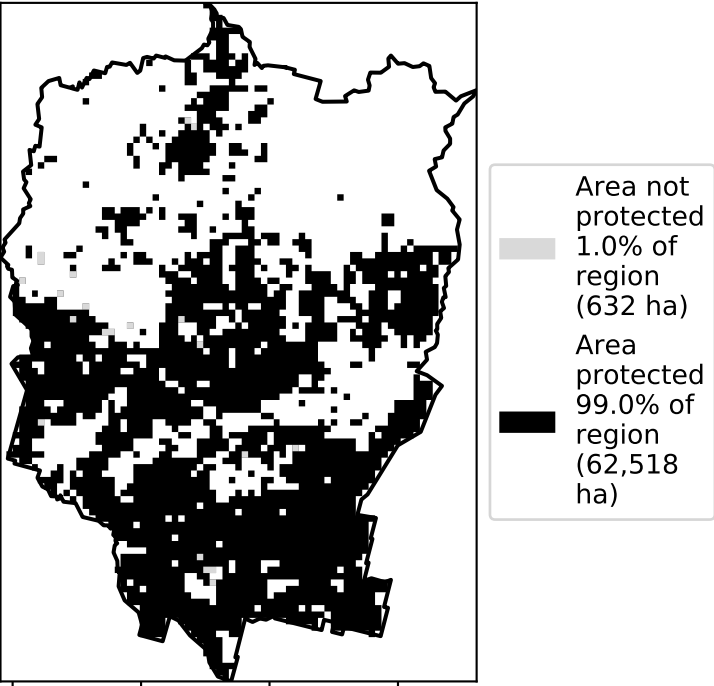 Area not
protected
1.0% of
region
(632 ha)
Area
protected
99.0% of
region
(62,518
ha)